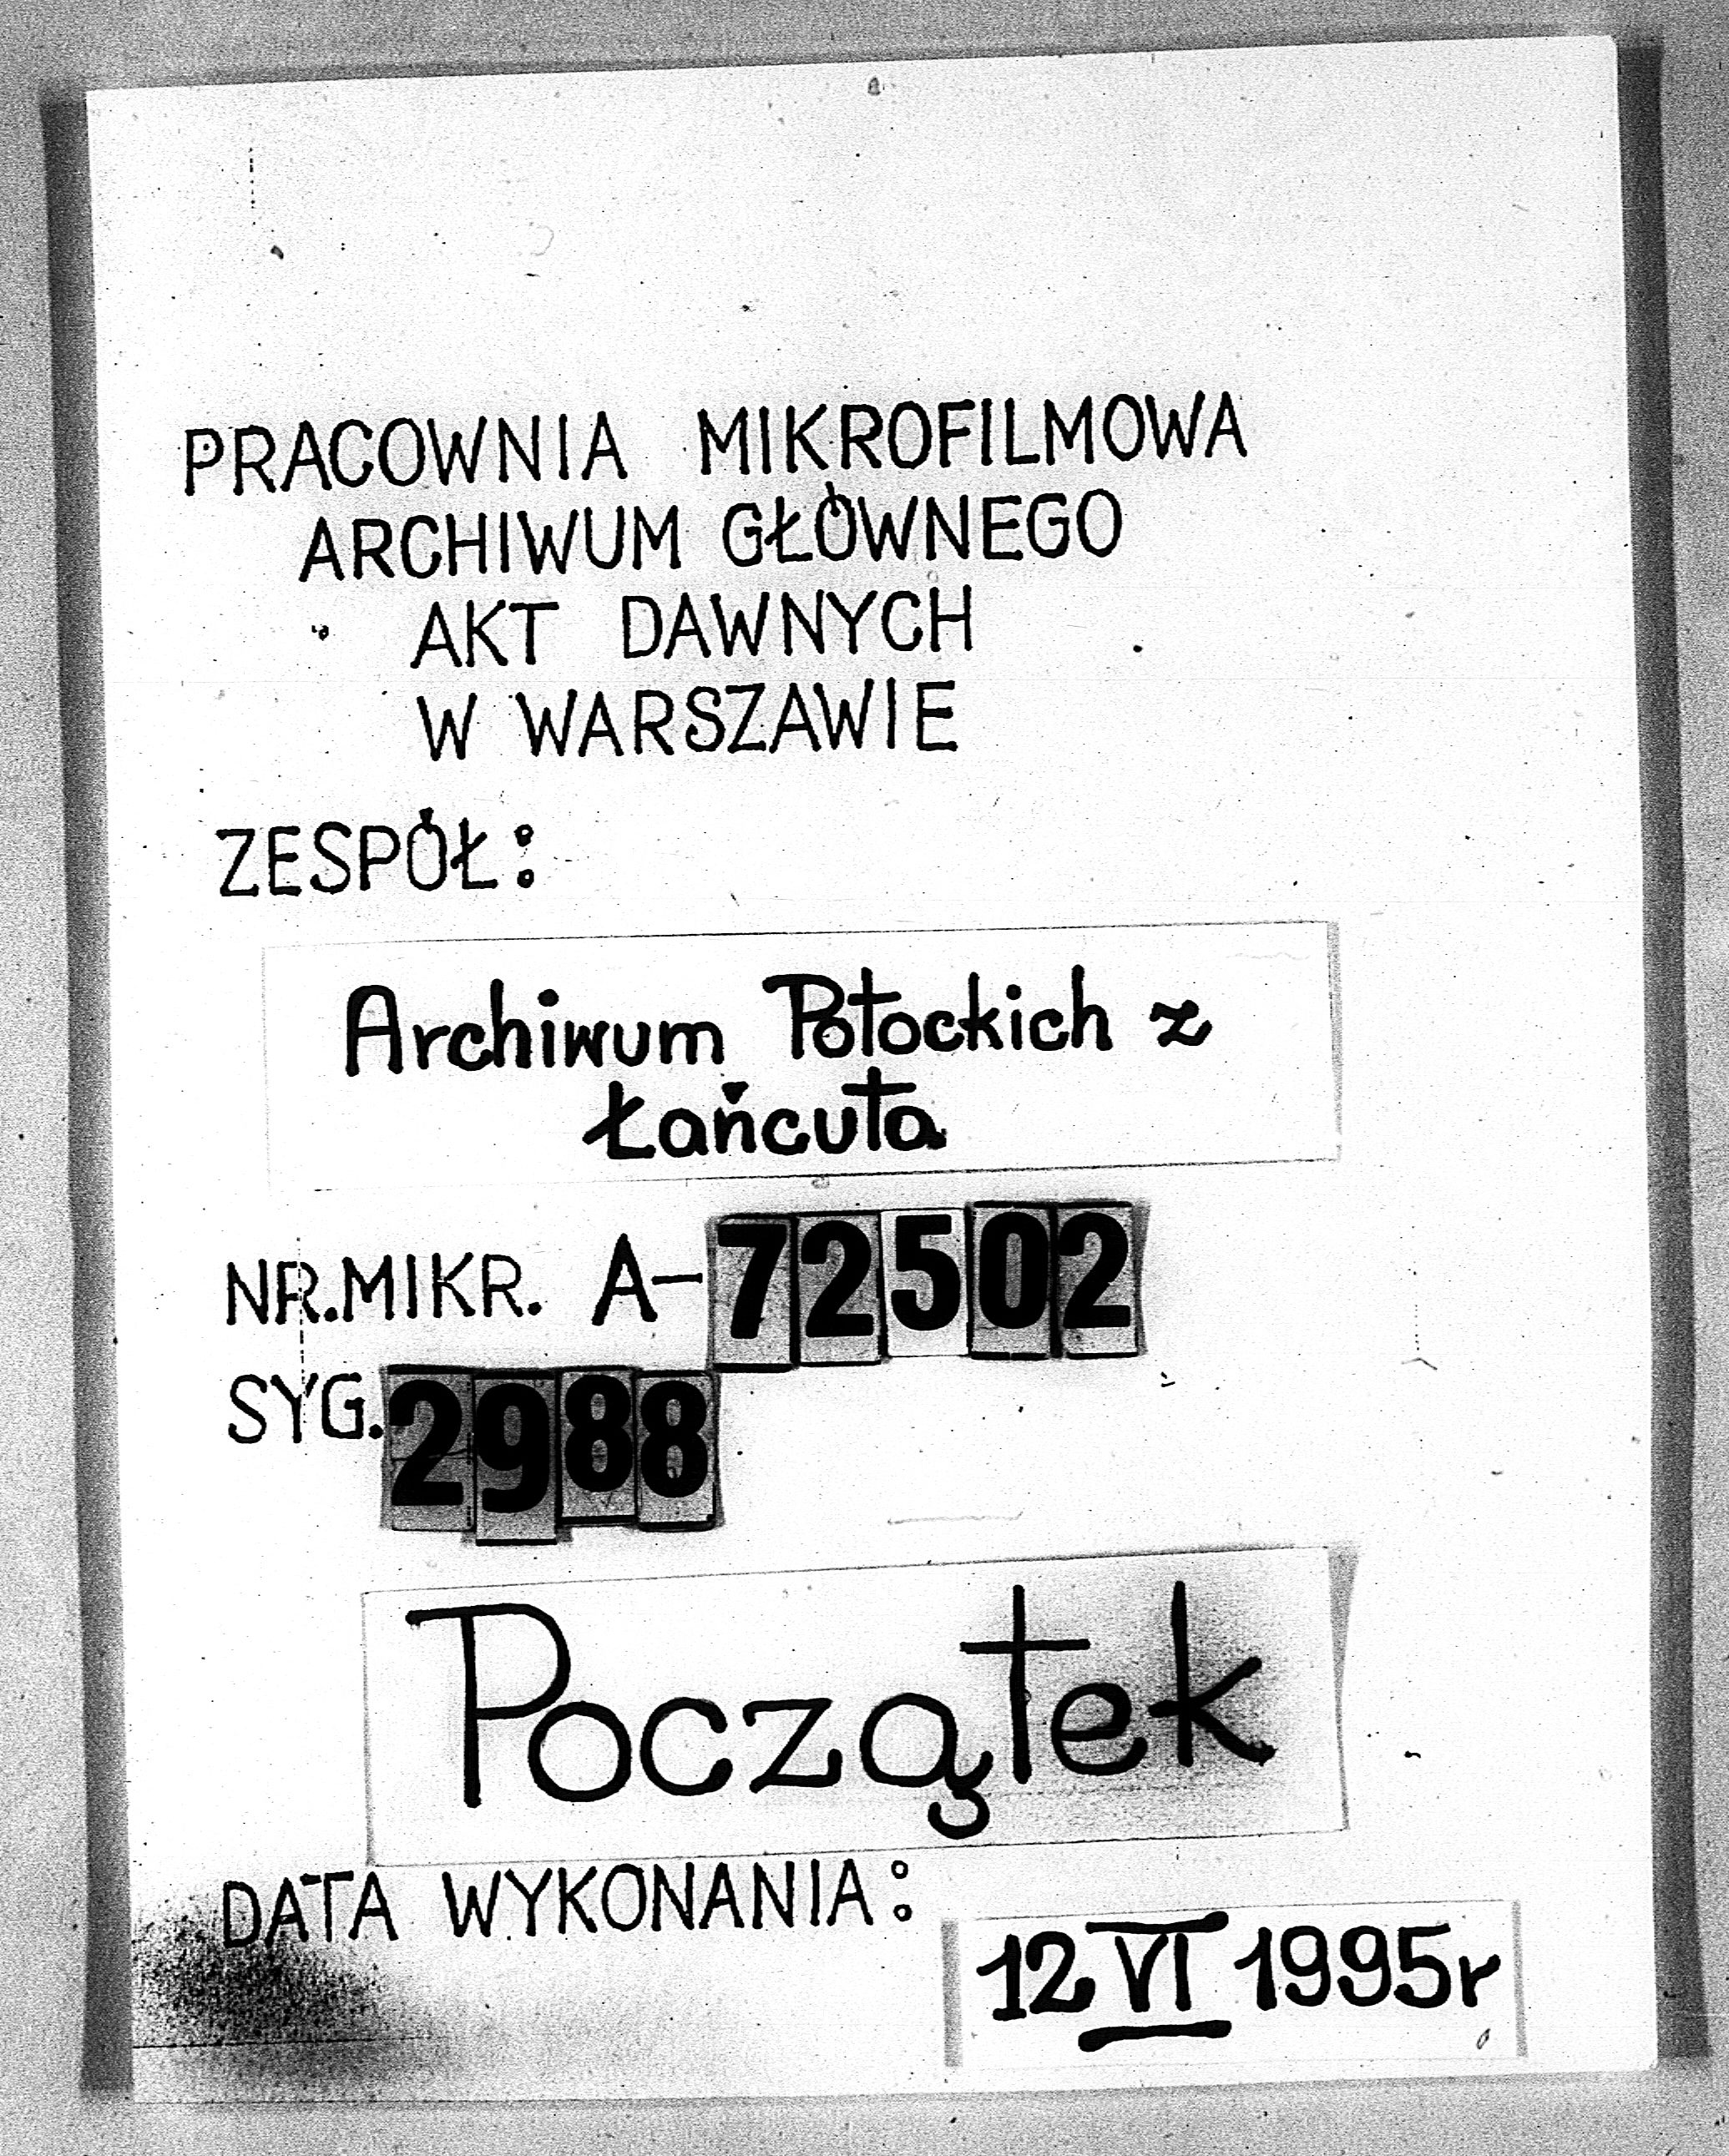 PRACOWNIA MIKROFILMOWA
ARCHIWUM GŁÓWNEGO
AKT DAWNYCH
W WARSZAWIE
ZESPÓŁ:
Archiwum Potockich z
Łańcuta
NR.MIKR. A-72502
SYG. 2988
Początek
DATA WYKONANIA:
12 VI 1995r